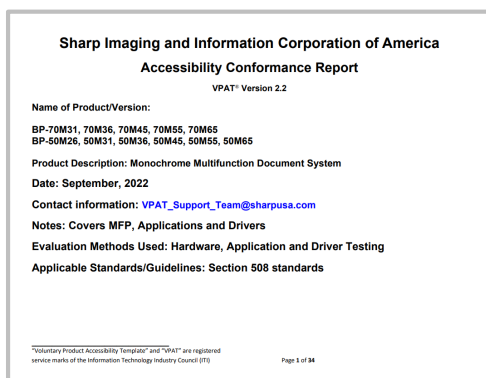 Sharp Imaging and Information Corporation of America
Accessibility Conformance Report
VPAT® Version 2.2
Name of Product/Version:
BP-70M31, 70M36, 70M45, 70M55, 70M65
BP-50M26, 50M31, 50M36, 50M45, 50M55, 50M65
Product Description: Monochrome Multifunction Document System
Date: September, 2022
Contact information: VPAT_Support_Team@sharpusa.com
Notes: Covers MFP, Applications and Drivers
Evaluation Methods Used: Hardware, Application and Driver Testing
Applicable Standards/Guidelines: Section 508 standards
"Voluntary Product Accessibility Template" and "VPAT" are registered
service marks of the Information Technology Industry Council (ITI) Page 1 of 34